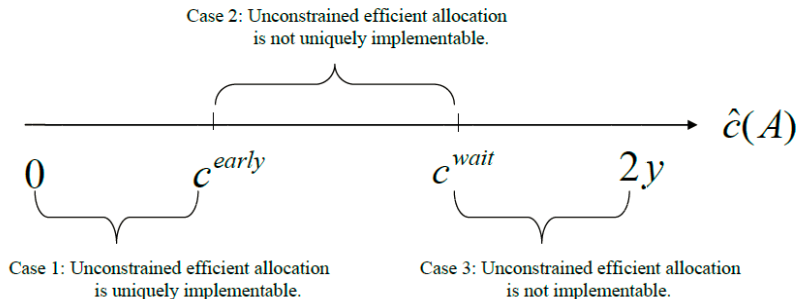 Case 2: Unconstrained efficient allocation
is not uniquely implementable.
ĉ(A)
0 c^early c^wait 2y
Case 1: Unconstrained efficient allocation
is uniquely implementable.
Case 3: Unconstrained efficient allocation
is not implementable.